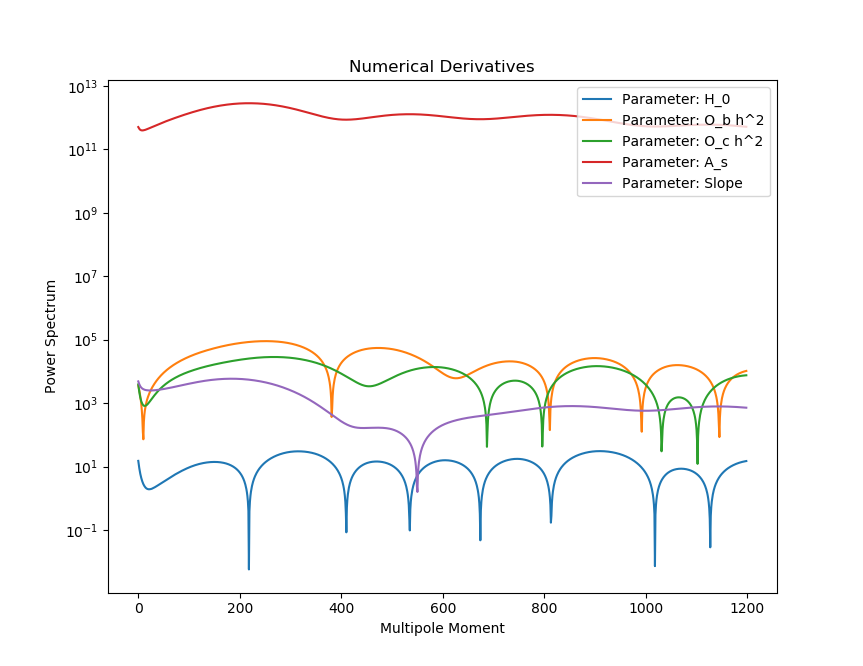 Numerical Derivatives
Parameter: H_0
Parameter: O_b h^2
Parameter: O_c h^2
Parameter: A_s
Parameter: Slope
Power Spectrum
10^13
10^11
10^9
10^7
10^5
10^3
10^1
10^−1
0 200 400 600 800 1000 1200
Multipole Moment